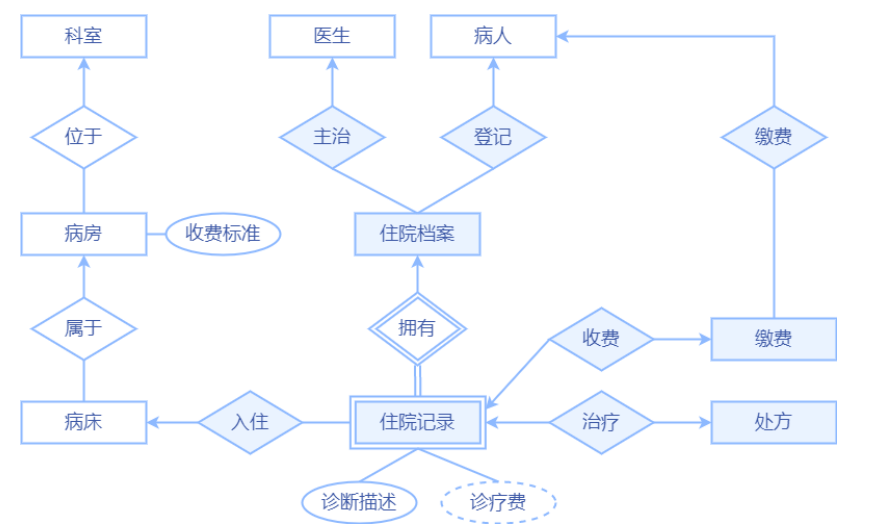 科室
医生
病人
位于
主治
登记
缴费
病房
收费标准
住院档案
属于
拥有
收费
缴费
病床
入住
住院记录
治疗
处方
诊断描述
诊疗费